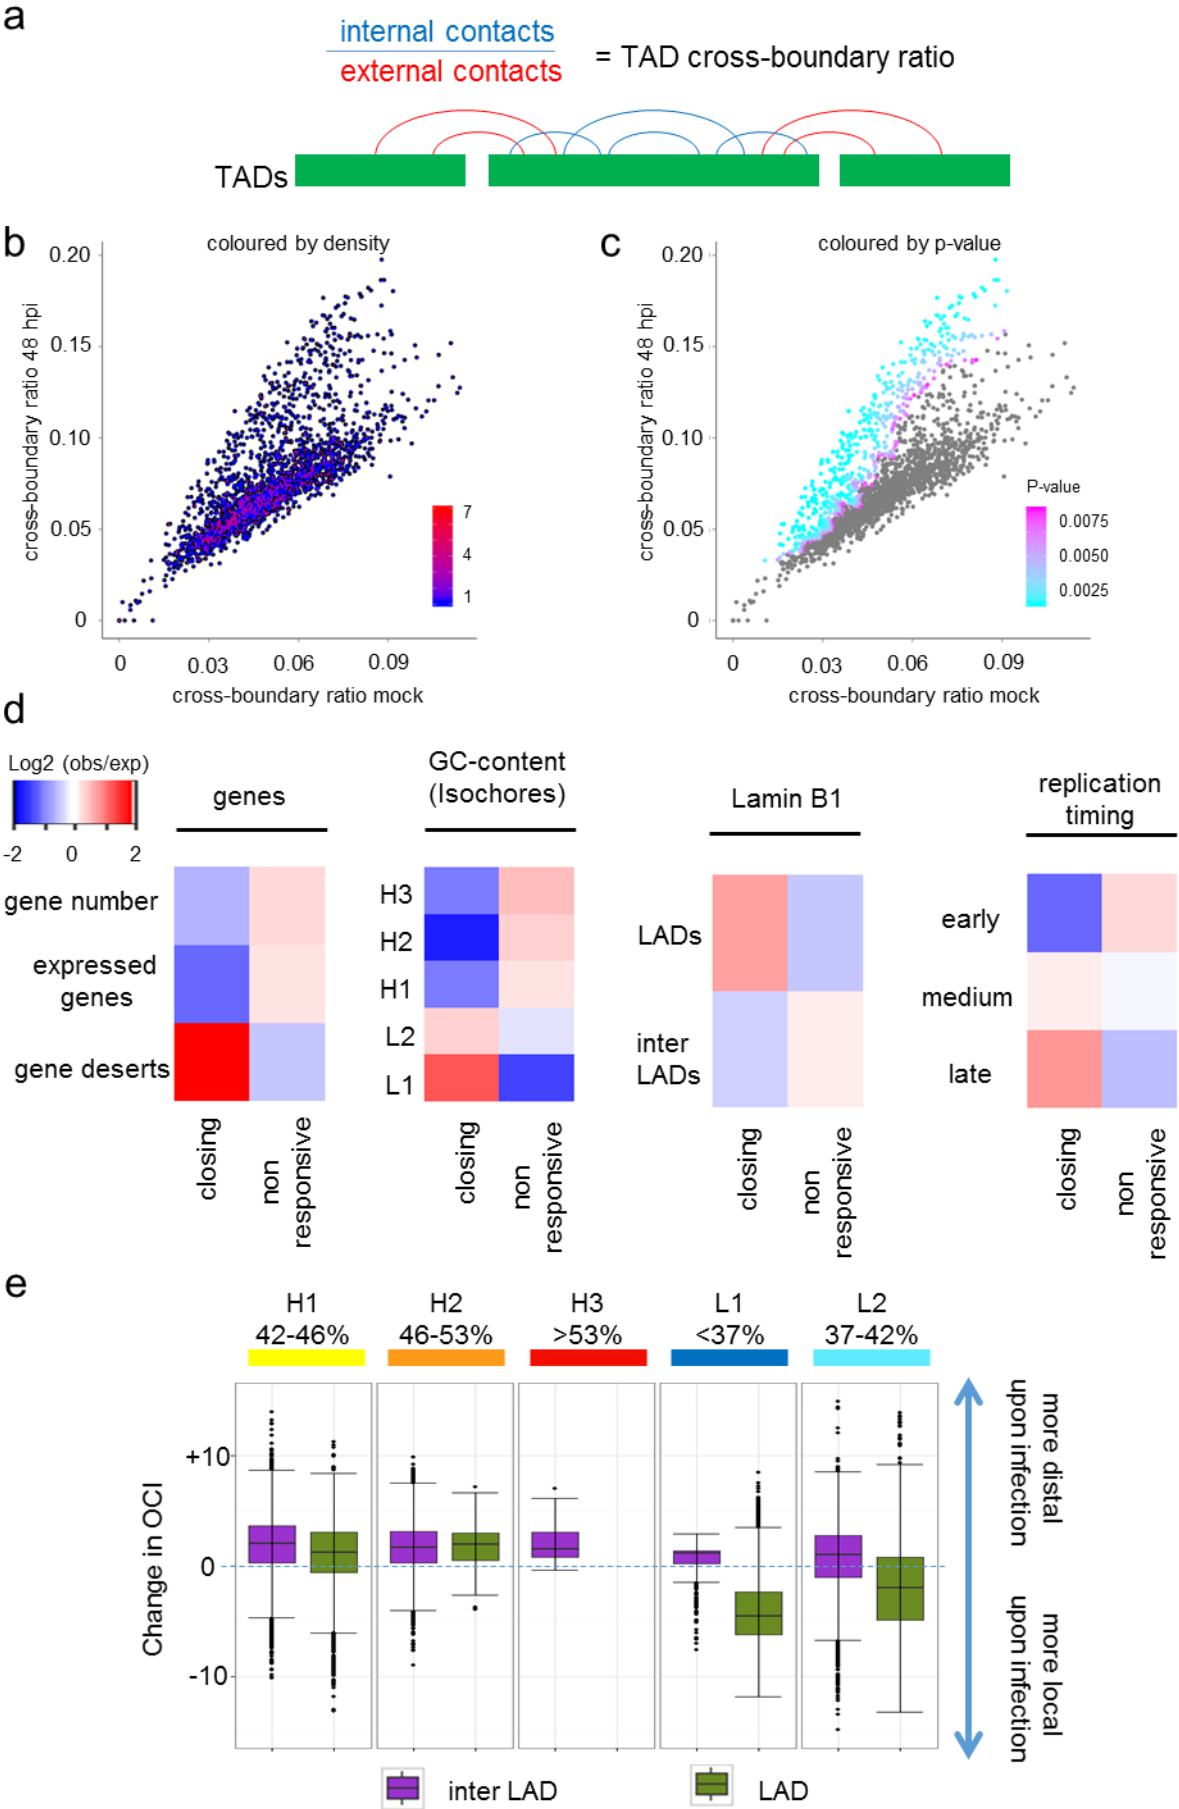 a
internal contacts
external contacts
= TAD cross-boundary ratio
TADs
b
coloured by density
cross-boundary ratio 48 hpi
0.20
0.15
0.10
0.05
0
7
4
1
0
0.03
0.06
0.09
cross-boundary ratio mock
c
coloured by p-value
cross-boundary ratio 48 hpi
0.20
0.15
0.10
0.05
0
P-value
0.0075
0.0050
0.0025
0
0.03
0.06
0.09
cross-boundary ratio mock
d
Log2 (obs/exp)
-2
0
2
genes
gene number
expressed
genes
gene deserts
closing
non
responsive
GC-content
(Isochores)
H3
H2
H1
L2
L1
closing
non
responsive
Lamin B1
LADs
inter
LADs
closing
non
responsive
replication
timing
early
medium
late
closing
non
responsive
e
H1
42-46%
H2
46-53%
H3
>53%
L1
<37%
L2
37-42%
Change in OCI
+10
0
-10
more distal
upon infection
more local
upon infection
inter LAD
LAD